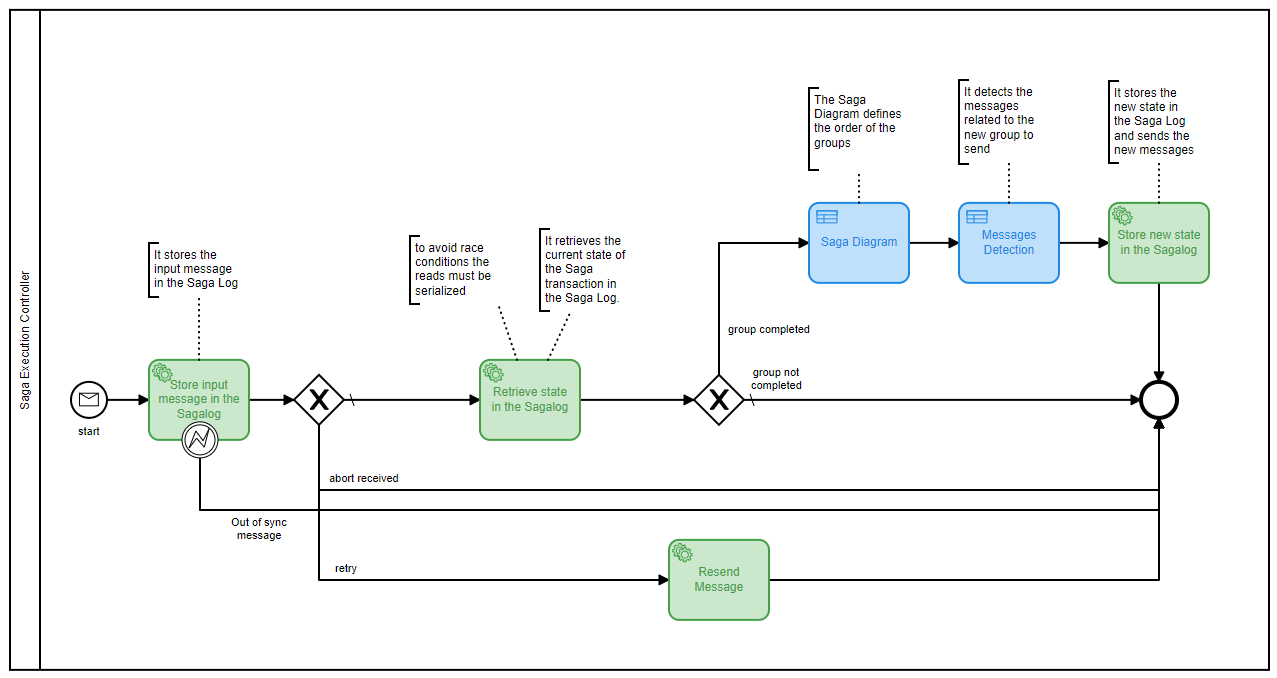 Saga Execution Controller
start
It stores the
input message
in the Saga Log
Store input
message in the
Sagalog
Out of sync
message
to avoid race
conditions the
reads must be
serialized
It retrieves the
current state of
the Saga
transaction in
the Saga Log.
Retrieve state
in the Sagalog
abort received
retry
Resend
Message
group completed
group not
completed
The Saga
Diagram defines
the order of the
groups
Saga Diagram
It detects the
messages
related to the
new group to
send
Messages
Detection
It stores the
new state in
the Saga Log
and sends the
new messages
Store new state
in the Sagalog